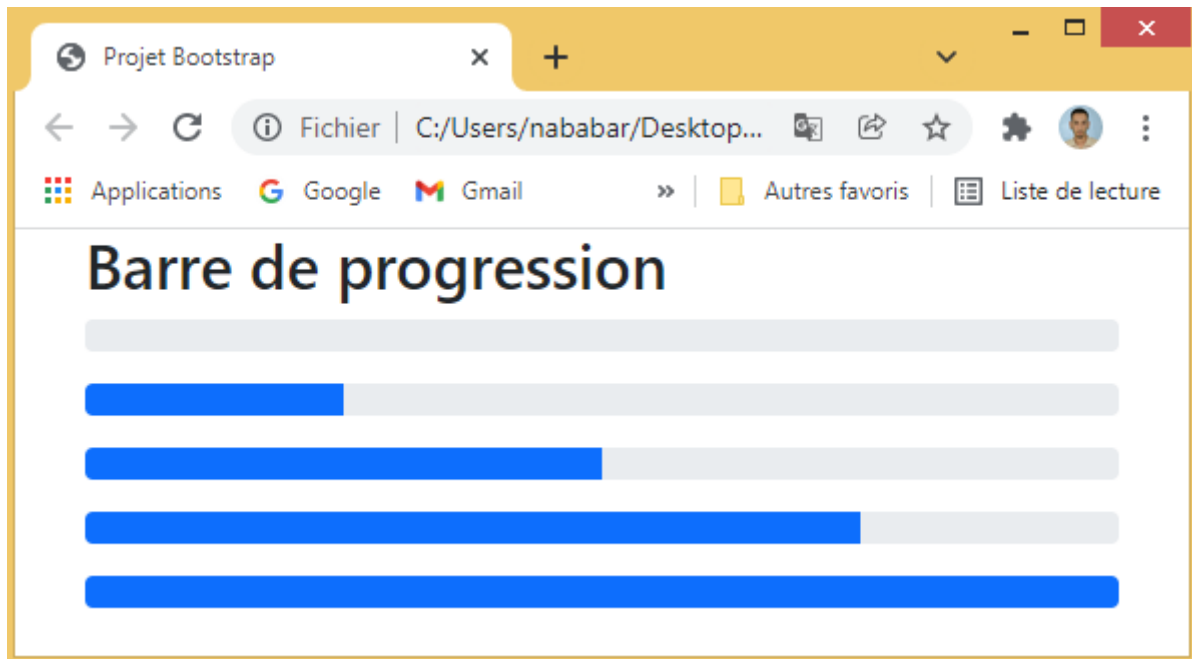 Projet Bootstrap
Fichier C:/Users/nababar/Desktop...
Applications Google Gmail » Autres favoris Liste de lecture
Barre de progression